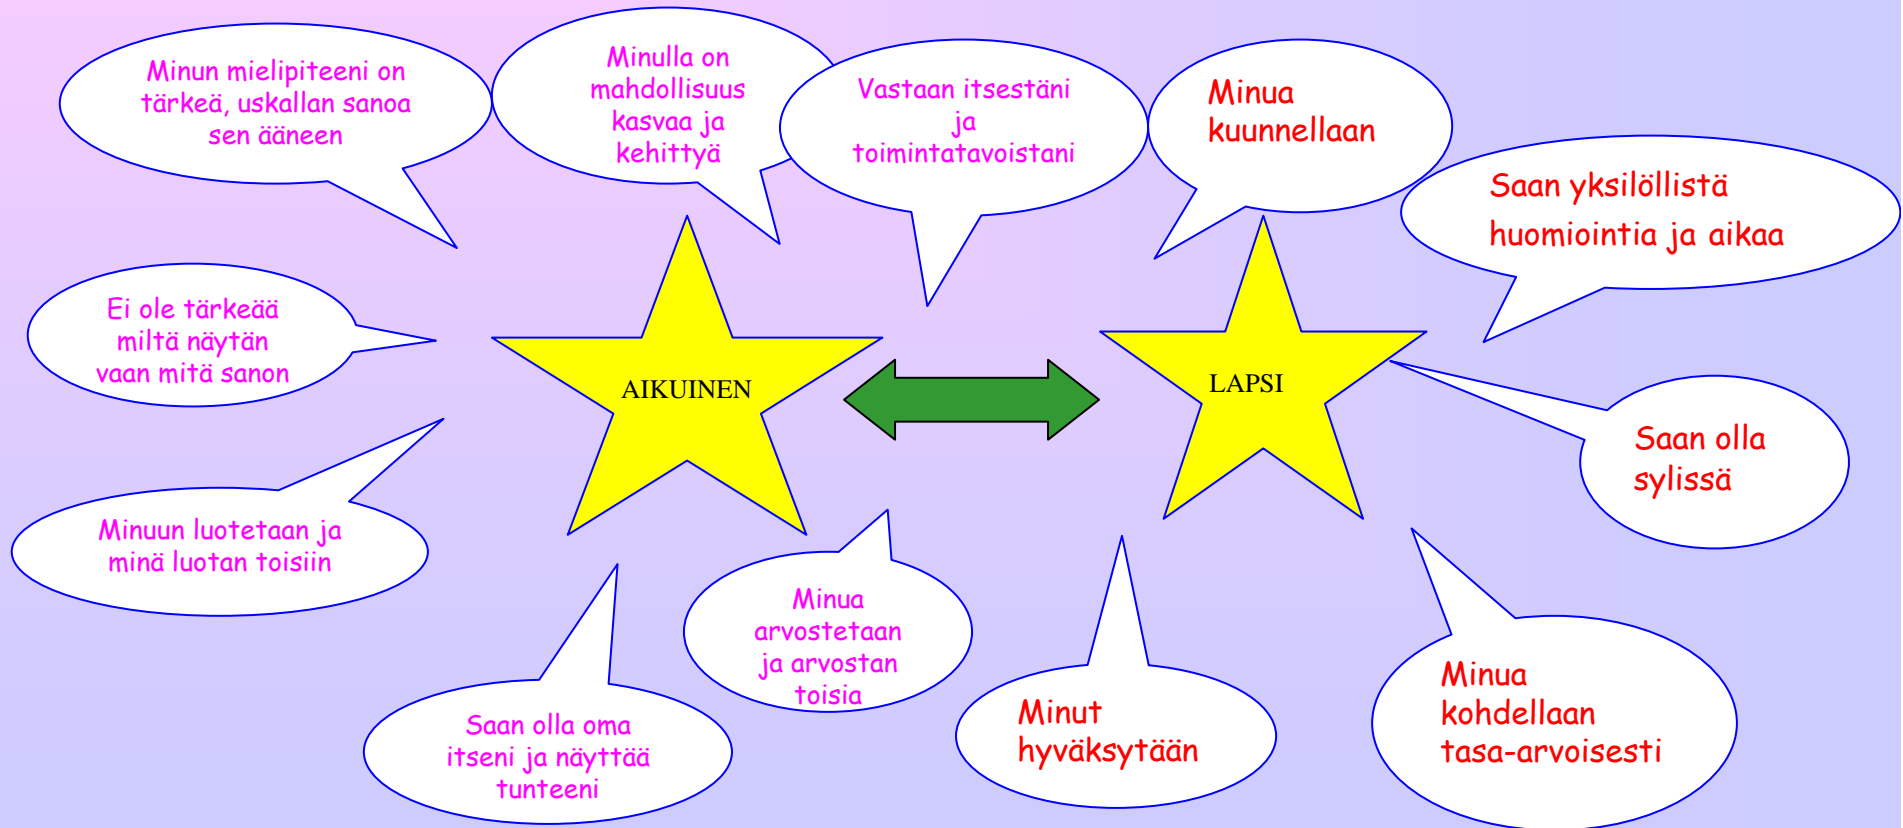 Minun mielipiteeni on
tärkeä, uskallan sanoa
sen ääneen
Minulla on
mahdollisuus
kasvaa ja
kehittyä
Vastaan itsestäni
ja
toimintatavoistani
Minua
kuunnellaan
Saan yksilöllistä
huomiointia ja aikaa
Ei ole tärkeää
miltä näytän
vaan mitä sanon
AIKUINEN
LAPSI
Saan olla
sylissä
Minuun luotetaan ja
minä luotan toisiin
Minua
arvostetaan
ja arvostan
toisia
Saan olla oma
itseni ja näyttää
tunteeni
Minut
hyväksytään
Minua
kohdellaan
tasa-arvoisesti